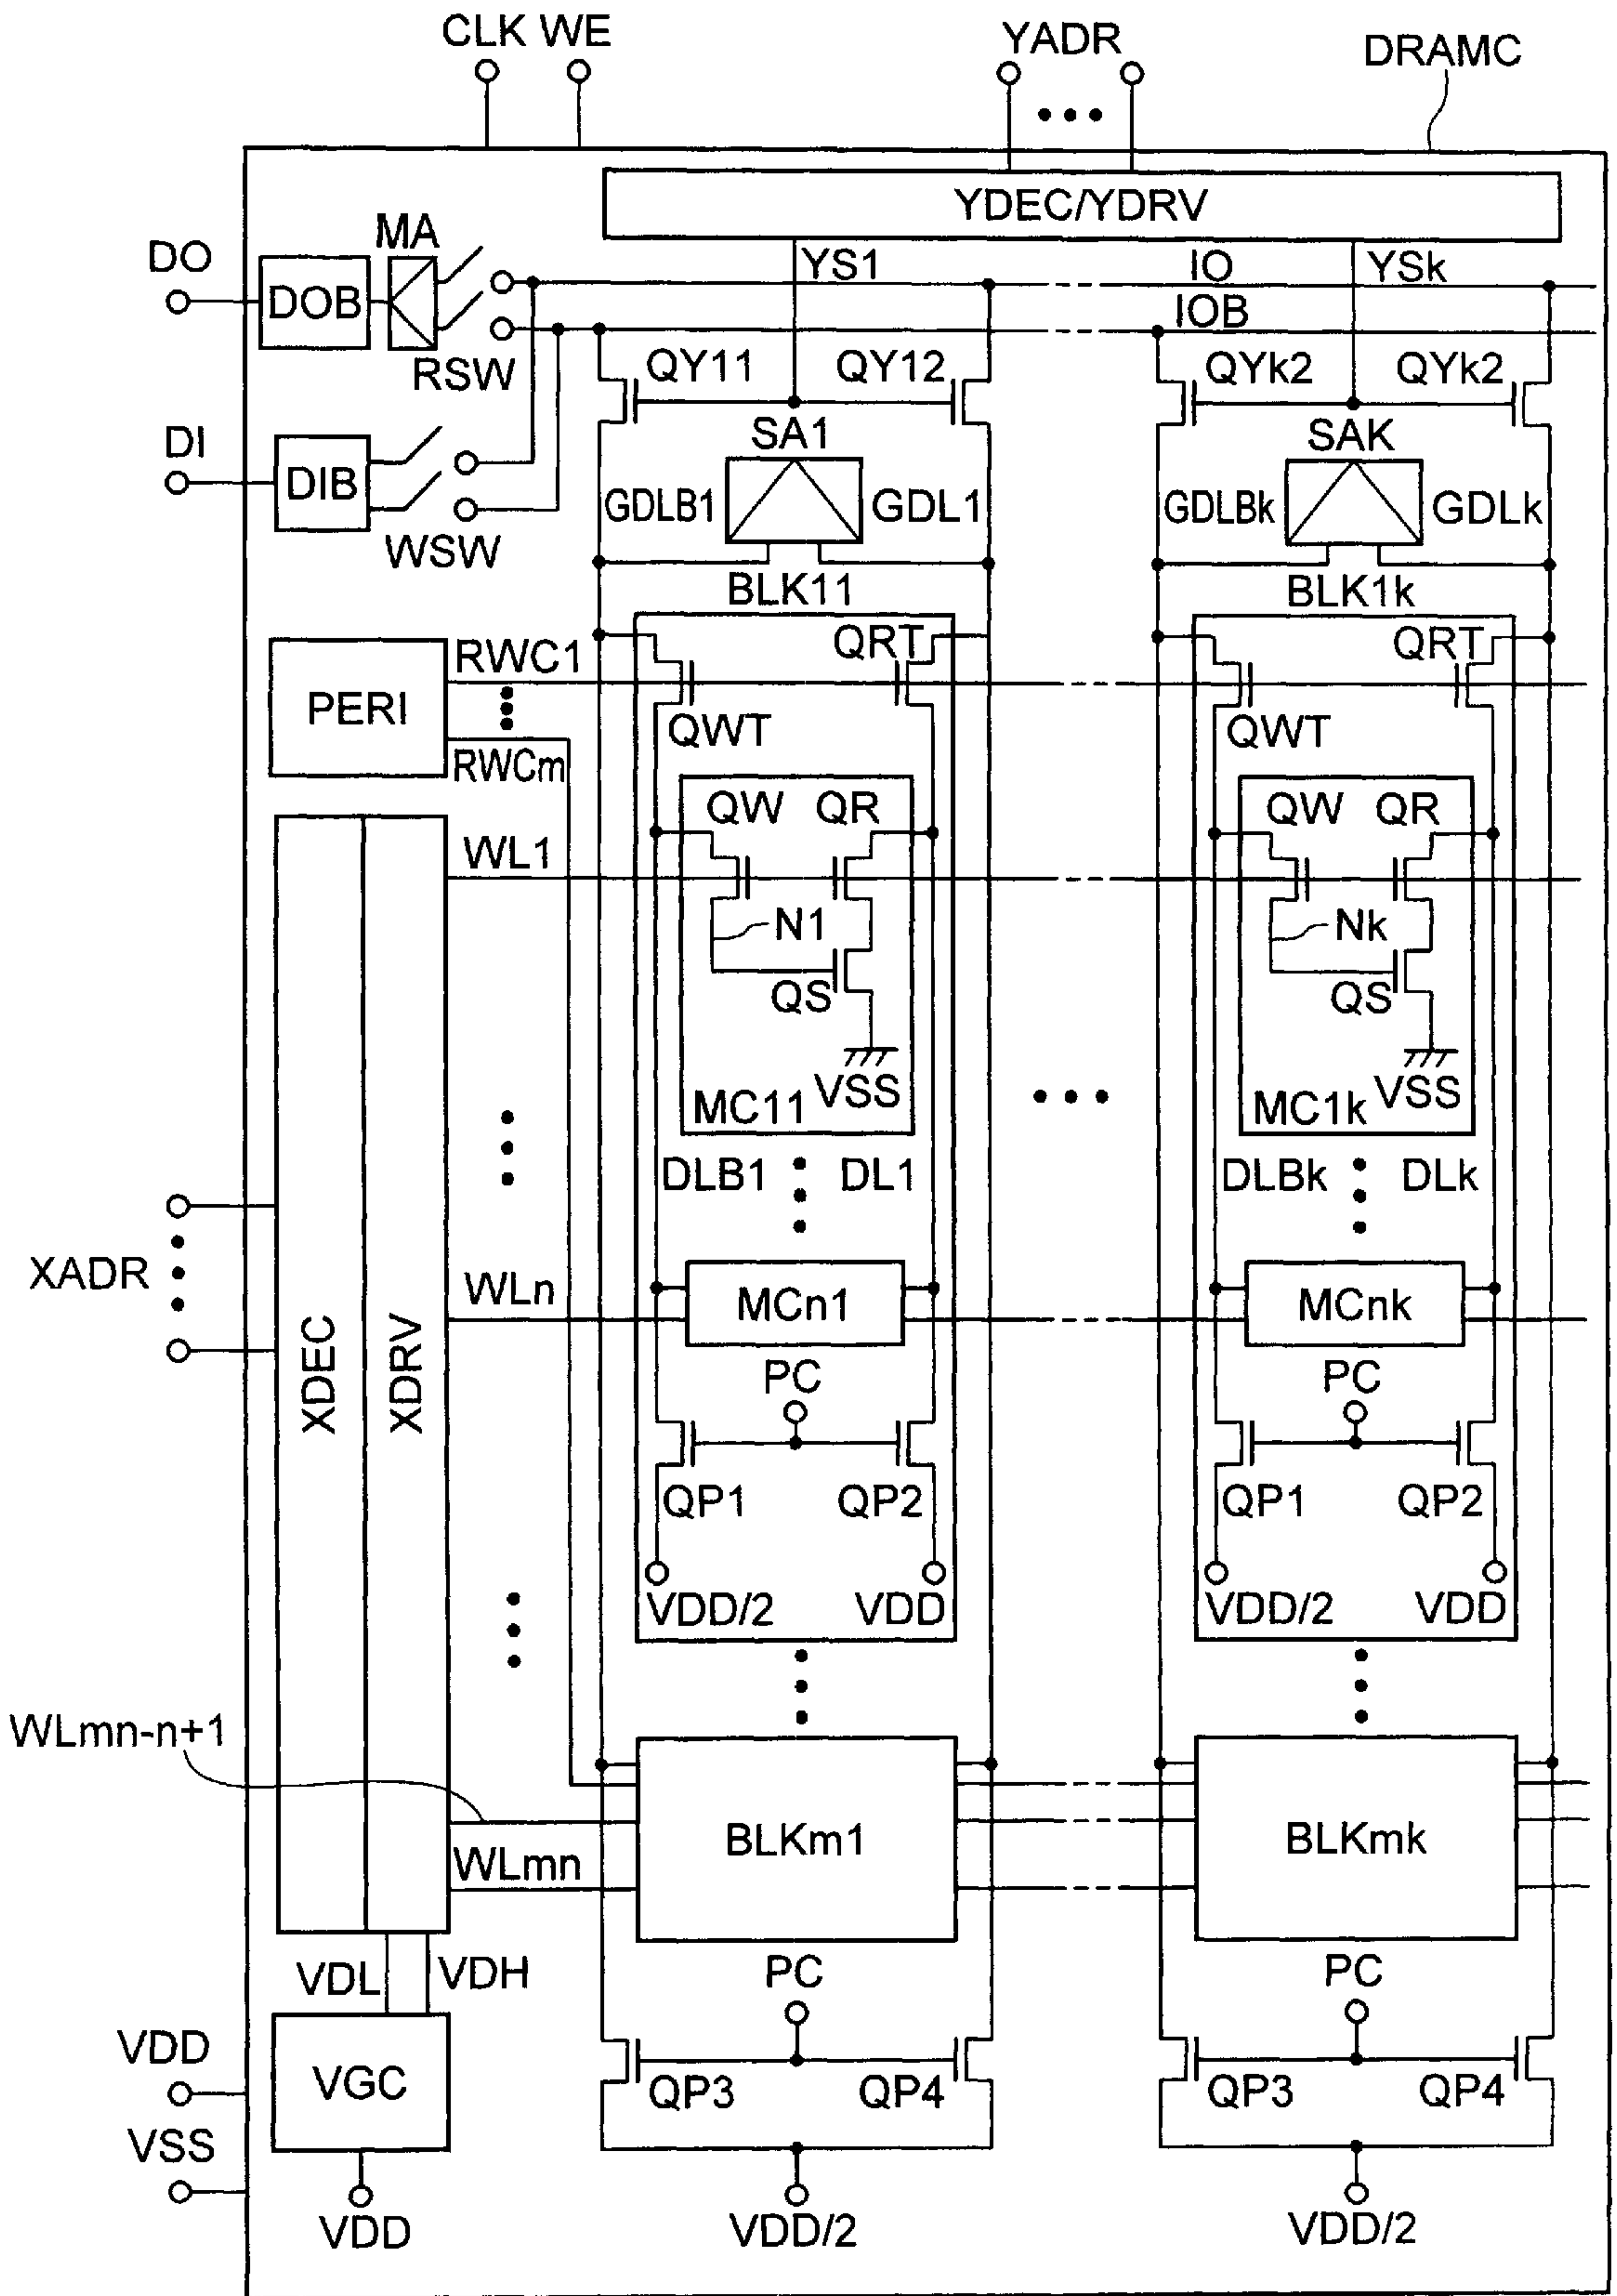 CLK WE
YADR
DRAMC
YDEC/YDRV
MA
DO
DOB
YS1
IO
YSk
IOB
RSW
QY11
QY12
QYk2
QYk2
DI
DIB
SA1
SAK
GDLB1
GDL1
GDLBk
GDLk
WSW
BLK11
BLK1k
PERI
RWC1
QRT
QRT
RWCm
QWT
QWT
QW
QR
QW
QR
WL1
N1
Nk
QS
QS
VSS
VSS
MC11
MC1k
DLB1
DL1
DLBk
DLk
XADR
XDEC
XDRV
WLn
MCn1
MCnk
PC
PC
QP1
QP2
QP1
QP2
VDD/2
VDD
VDD/2
VDD
WLmn-n+1
BLKm1
BLKmk
WLmn
VDL
VDH
PC
PC
VDD
VGC
QP3
QP4
QP3
QP4
VSS
VDD
VDD/2
VDD/2